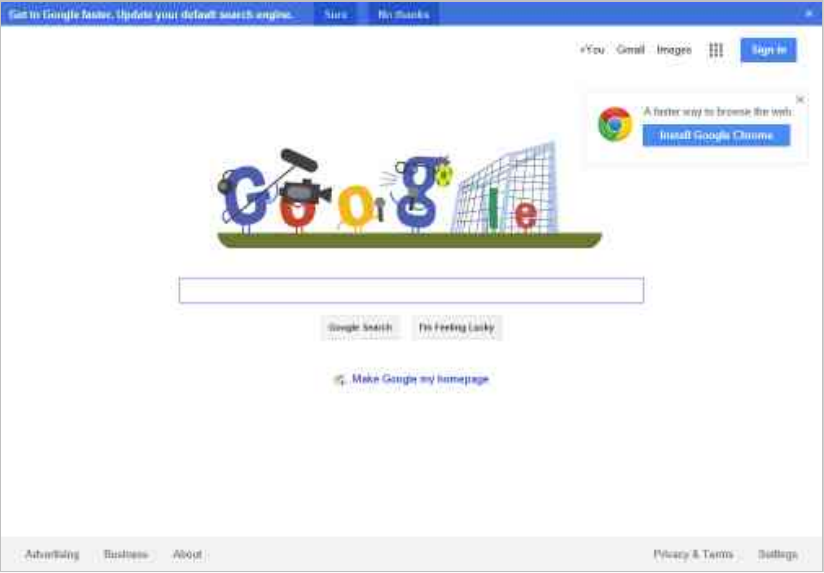 Get to Google faster. Update your default search engine. Sure No thanks ×
+You Gmail Images Sign in
A faster way to browse the web
Install Google Chrome
Google
Google Search I'm Feeling Lucky
Make Google my homepage
Advertising Business About Privacy & Terms Settings